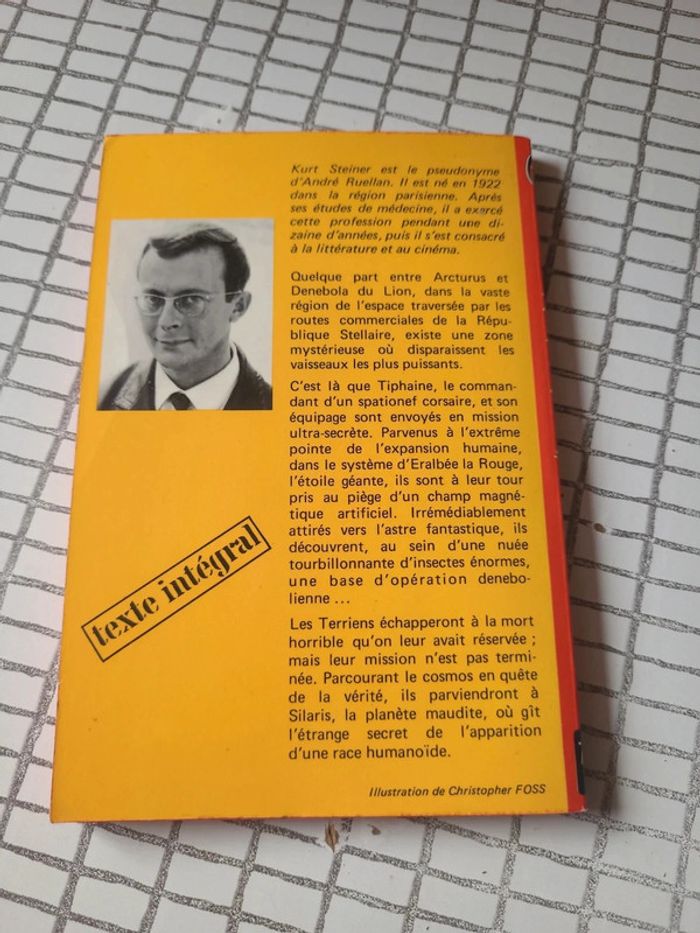 Kurt Steiner est le pseudonyme
d'André Ruellan. Il est né en 1922
dans la région parisienne. Après
ses études de médecine, il a exercé
cette profession pendant une di-
zaine d'années, puis il s'est consacré
à la littérature et au cinéma.
Quelque part entre Arcturus et
Denebola du Lion, dans la vaste
région de l'espace traversée par les
routes commerciales de la Répu-
blique Stellaire, existe une zone
mystérieuse où disparaissent les
vaisseaux les plus puissants.
C'est là que Tiphaine, le comman-
dant d'un spationef corsaire, et son
équipage sont envoyés en mission
ultra-secrète. Parvenus à l'extrême
pointe de l'expansion humaine,
dans le système d'Eralbée la Rouge,
l'étoile géante, ils sont à leur tour
pris au piège d'un champ magné-
tique artificiel. Irrémédiablement
attirés vers l'astre fantastique, ils
découvrent, au sein d'une nuée
tourbillonnante d'insectes énormes,
une base d'opération denebo-
lienne ...
Les Terriens échapperont à la mort
horrible qu'on leur avait réservée ;
mais leur mission n'est pas termi-
née. Parcourant le cosmos en quête
de la vérité, ils parviendront à
Silaris, la planète maudite, où gît
l'étrange secret de l'apparition
d'une race humanoïde.
texte intégral
Illustration de Christopher FOSS